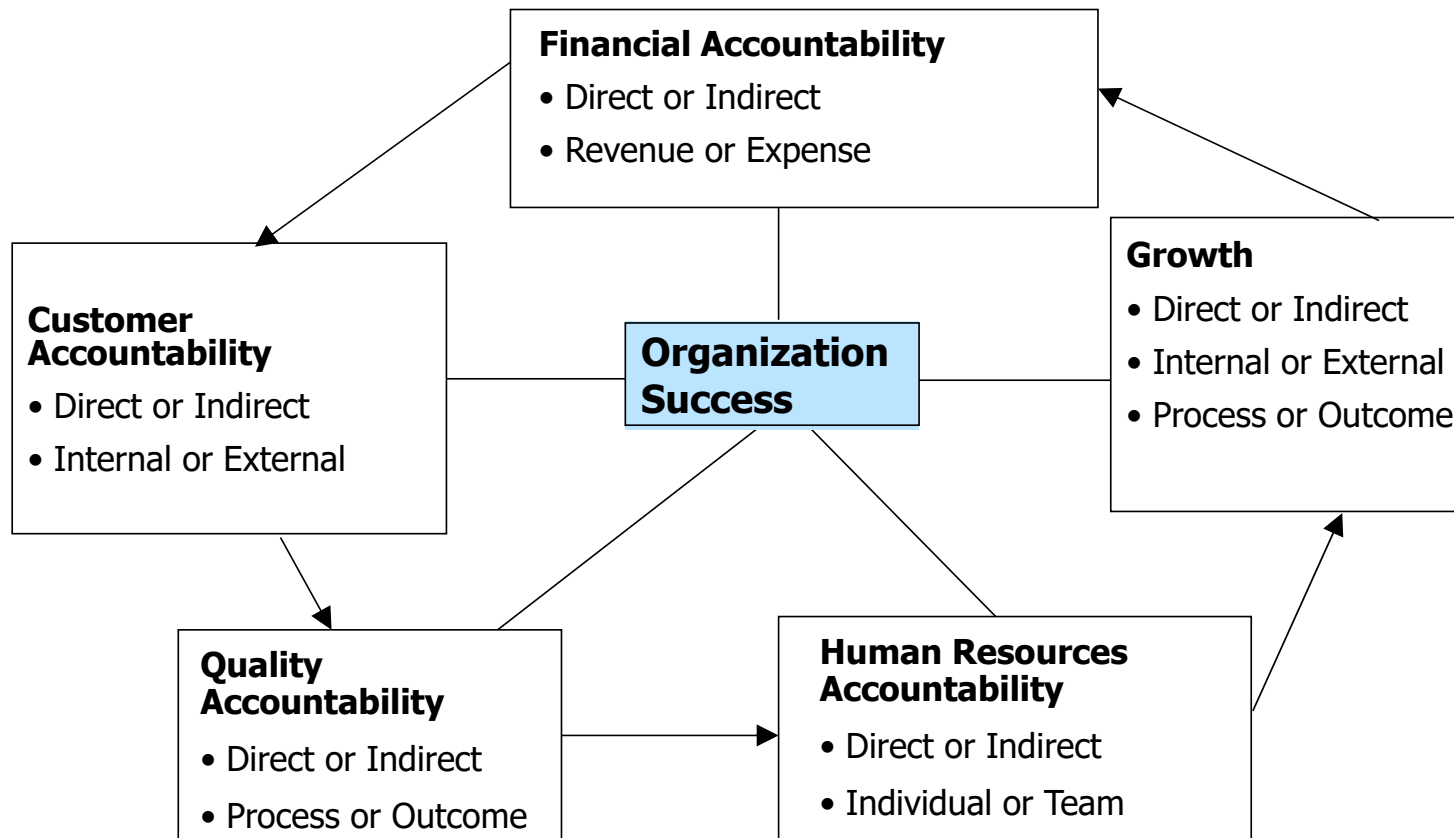 Financial Accountability
• Direct or Indirect
• Revenue or Expense
Customer
Accountability
• Direct or Indirect
• Internal or External
Organization
Success
Growth
• Direct or Indirect
• Internal or External
• Process or Outcome
Quality
Accountability
• Direct or Indirect
• Process or Outcome
Human Resources
Accountability
• Direct or Indirect
• Individual or Team